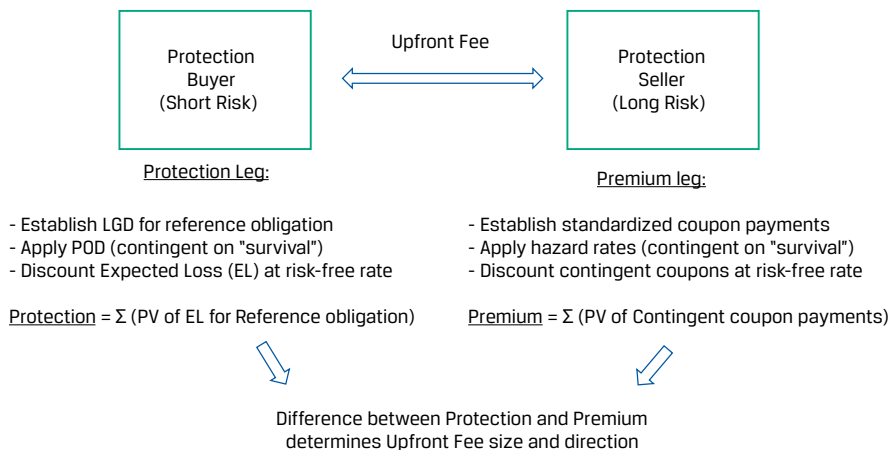 Protection
Buyer
(Short Risk)
Upfront Fee
Protection
Seller
(Long Risk)
Protection Leg:
- Establish LGD for reference obligation
- Apply POD (contingent on "survival")
- Discount Expected Loss (EL) at risk-free rate
Protection = Σ (PV of EL for Reference obligation)
Premium leg:
- Establish standardized coupon payments
- Apply hazard rates (contingent on "survival")
- Discount contingent coupons at risk-free rate
Premium = Σ (PV of Contingent coupon payments)
Difference between Protection and Premium
determines Upfront Fee size and direction